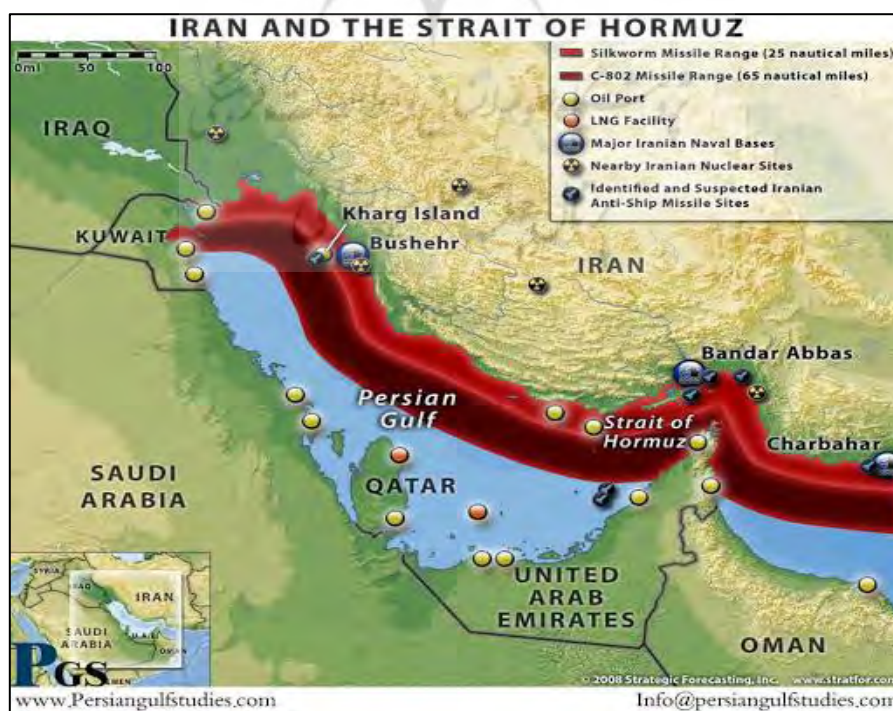 IRAN AND THE STRAIT OF HORMUZ
0mi 50 100
Silkworm Missile Range (25 nautical miles)
C-802 Missile Range (65 nautical miles)
Oil Port
LNG Facility
Major Iranian Naval Bases
Nearby Iranian Nuclear Sites
Identified and Suspected Iranian
Anti-Ship Missile Sites
IRAQ
Kharg Island
KUWAIT
Bushehr
IRAN
Bandar Abbas
Persian
Gulf
Strait of
Hormuz
Charbahar
SAUDI
ARABIA
QATAR
UNITED
ARAB
EMIRATES
OMAN
SYRIA
IRAQ
IRAN
SAUDI
ARABIA
U.A.E.
OMAN
YEMEN
PGS
© 2008 Strategic Forecasting, Inc. www.stratfor.com
www.Persiangulfstudies.com
Info@persiangulfstudies.com